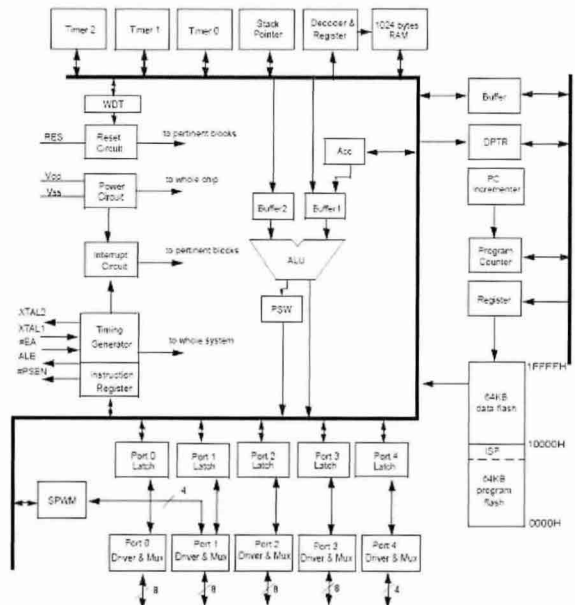 Timer 2
Timer 1
Timer 0
Stack
Pointer
Decoder &
Register
1024 bytes
RAM
WDT
Buffer
RES
Reset
Circuit
to pertinent blocks
Acc
DPTR
Vcc
Vss
Power
Circuit
to whole chip
PC
Incrementer
Buffer2
Buffer1
Interrupt
Circuit
to pertinent blocks
ALU
Program
Counter
PSW
Register
XTAL2
XTAL1
#EA
ALE
#PSEN
Timing
Generator
to whole system
Instruction
Register
1FFFFH
64KB
data flash
10000H
ISP
64KB
program
flash
0000H
Port 0
Latch
Port 1
Latch
Port 2
Latch
Port 3
Latch
Port 4
Latch
SPWM
4
Port 0
Driver & Mux
Port 1
Driver & Mux
Port 2
Driver & Mux
Port 3
Driver & Mux
Port 4
Driver & Mux
8
8
8
8
4